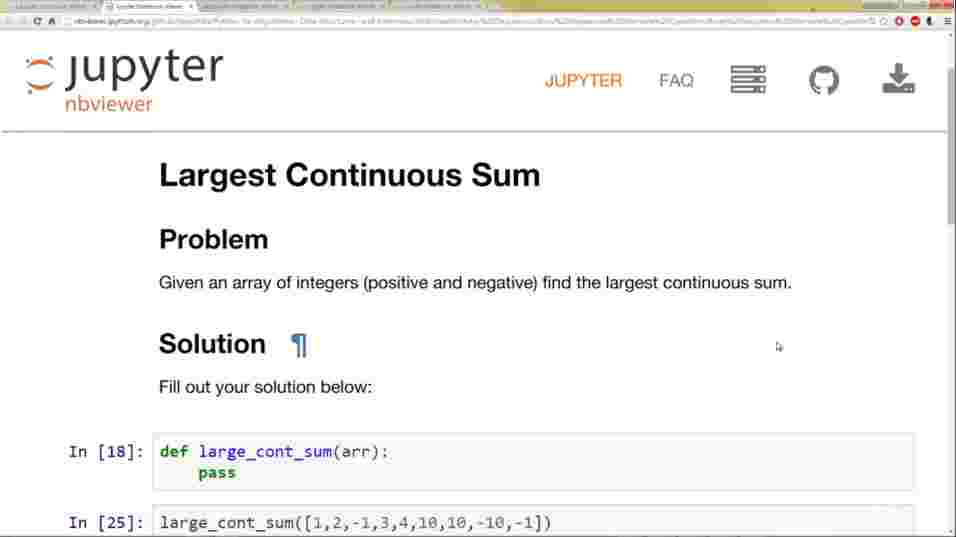 jupyter
nbviewer
JUPYTER FAQ
Largest Continuous Sum
Problem
Given an array of integers (positive and negative) find the largest continuous sum.
Solution ¶
Fill out your solution below:
In [18]: def large_cont_sum(arr):
pass
In [25]: large_cont_sum([1,2,-1,3,4,10,10,-10,-1])